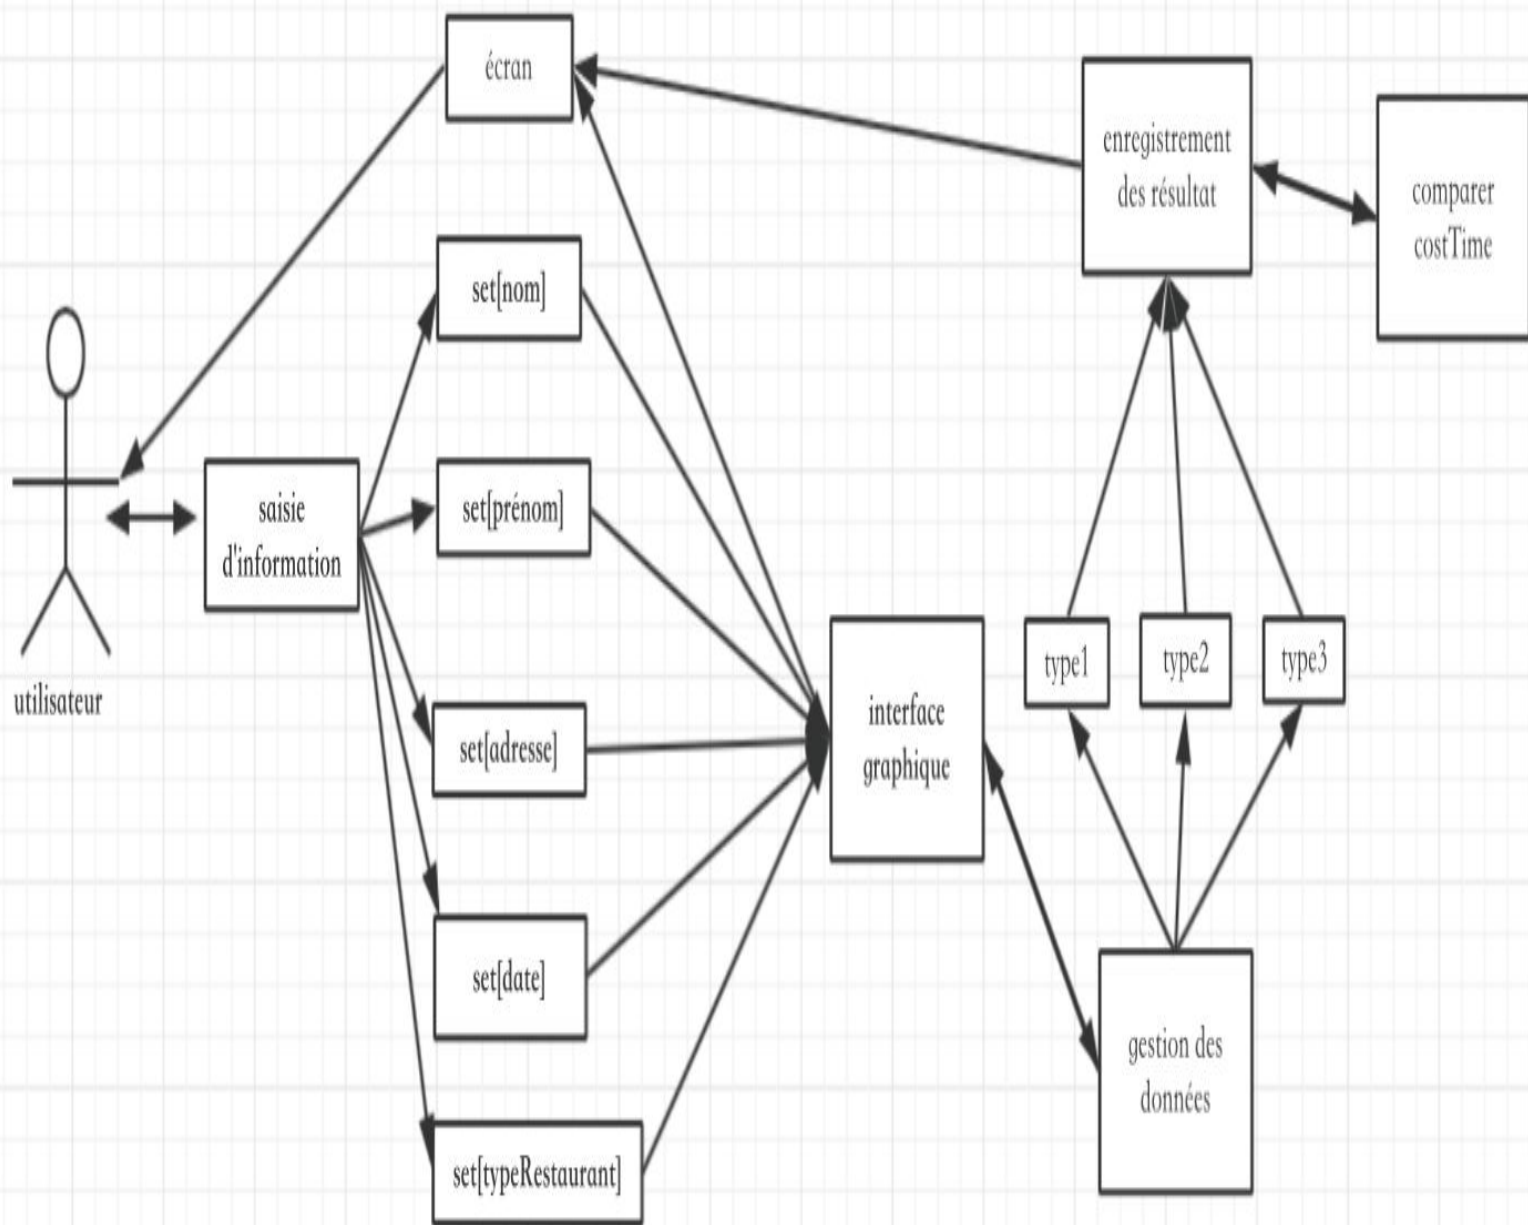 écran
enregistrement
des résultat
comparer
costTime
set[nom]
saisie
d'information
set[prénom]
utilisateur
set[adresse]
interface
graphique
type1
type2
type3
set[date]
gestion des
données
set[typeRestaurant]